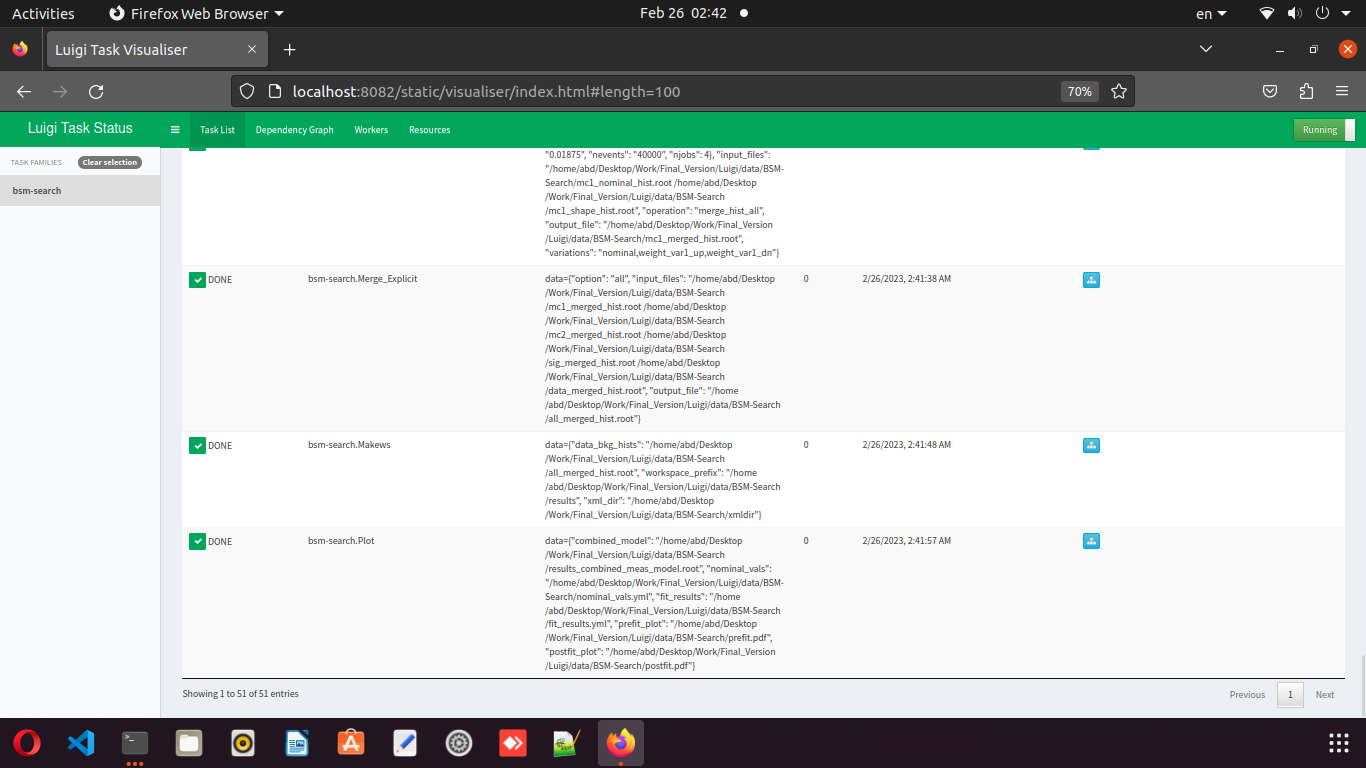 Activities
Firefox Web Browser
Feb 26 02:42
en
Luigi Task Visualiser
localhost:8082/static/visualiser/index.html#length=100
70%
Luigi Task Status
Task List
Dependency Graph
Workers
Resources
Running
TASK FAMILIES
Clear selection
bsm-search
"0.01875", "nevents": "40000", "njobs": 4}, "input_files":
"/home/abd/Desktop/Work/Final_Version/Luigi/data/BSM-
Search/mc1_nominal_hist.root /home/abd/Desktop
/Work/Final_Version/Luigi/data/BSM-Search
/mc1_shape_hist.root", "operation": "merge_hist_all",
"output_file": "/home/abd/Desktop/Work/Final_Version
/Luigi/data/BSM-Search/mc1_merged_hist.root",
"variations": "nominal,weight_var1_up,weight_var1_dn"}
DONE
bsm-search.Merge_Explicit
data={"option": "all", "input_files": "/home/abd/Desktop
/Work/Final_Version/Luigi/data/BSM-Search
/mc1_merged_hist.root /home/abd/Desktop
/Work/Final_Version/Luigi/data/BSM-Search
/mc2_merged_hist.root /home/abd/Desktop
/Work/Final_Version/Luigi/data/BSM-Search
/sig_merged_hist.root /home/abd/Desktop
/Work/Final_Version/Luigi/data/BSM-Search
/data_merged_hist.root", "output_file": "/home
/abd/Desktop/Work/Final_Version/Luigi/data/BSM-Search
/all_merged_hist.root"}
0
2/26/2023, 2:41:38 AM
DONE
bsm-search.Makews
data={"data_bkg_hists": "/home/abd/Desktop
/Work/Final_Version/Luigi/data/BSM-Search
/all_merged_hist.root", "workspace_prefix": "/home
/abd/Desktop/Work/Final_Version/Luigi/data/BSM-Search
/results", "xml_dir": "/home/abd/Desktop
/Work/Final_Version/Luigi/data/BSM-Search/xmldir"}
0
2/26/2023, 2:41:48 AM
DONE
bsm-search.Plot
data={"combined_model": "/home/abd/Desktop
/Work/Final_Version/Luigi/data/BSM-Search
/results_combined_meas_model.root", "nominal_vals":
"/home/abd/Desktop/Work/Final_Version/Luigi/data/BSM-
Search/nominal_vals.yml", "fit_results": "/home
/abd/Desktop/Work/Final_Version/Luigi/data/BSM-Search
/fit_results.yml", "prefit_plot": "/home/abd/Desktop
/Work/Final_Version/Luigi/data/BSM-Search/prefit.pdf",
"postfit_plot": "/home/abd/Desktop/Work/Final_Version
/Luigi/data/BSM-Search/postfit.pdf"}
0
2/26/2023, 2:41:57 AM
Showing 1 to 51 of 51 entries
Previous
1
Next